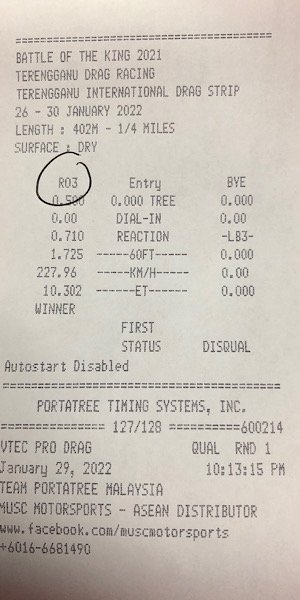 ========================================
BATTLE OF THE KING 2021
TERENGGANU DRAG RACING
TERENGGANU INTERNATIONAL DRAG STRIP
26 - 30 JANUARY 2022
LENGTH : 402M - 1/4 MILES
SURFACE : DRY
R03 Entry BYE
0.500 0.000 TREE 0.000
0.00 DIAL-IN 0.00
0.710 REACTION -LB3-
1.725 ------60FT----- 0.000
227.96 -----KM/H----- 0.00
10.302 ------ET------ 0.000
WINNER
FIRST
STATUS DISQUAL
Autostart Disabled
========================================
PORTATREE TIMING SYSTEMS, INC.
=============== 127/128 ==========600214
VTEC PRO DRAG QUAL RND 1
January 29, 2022 10:13:15 PM
TEAM PORTATREE MALAYSIA
MUSC MOTORSPORTS - ASEAN DISTRIBUTOR
www.facebook.com/muscmotorsports
+6016-6681490